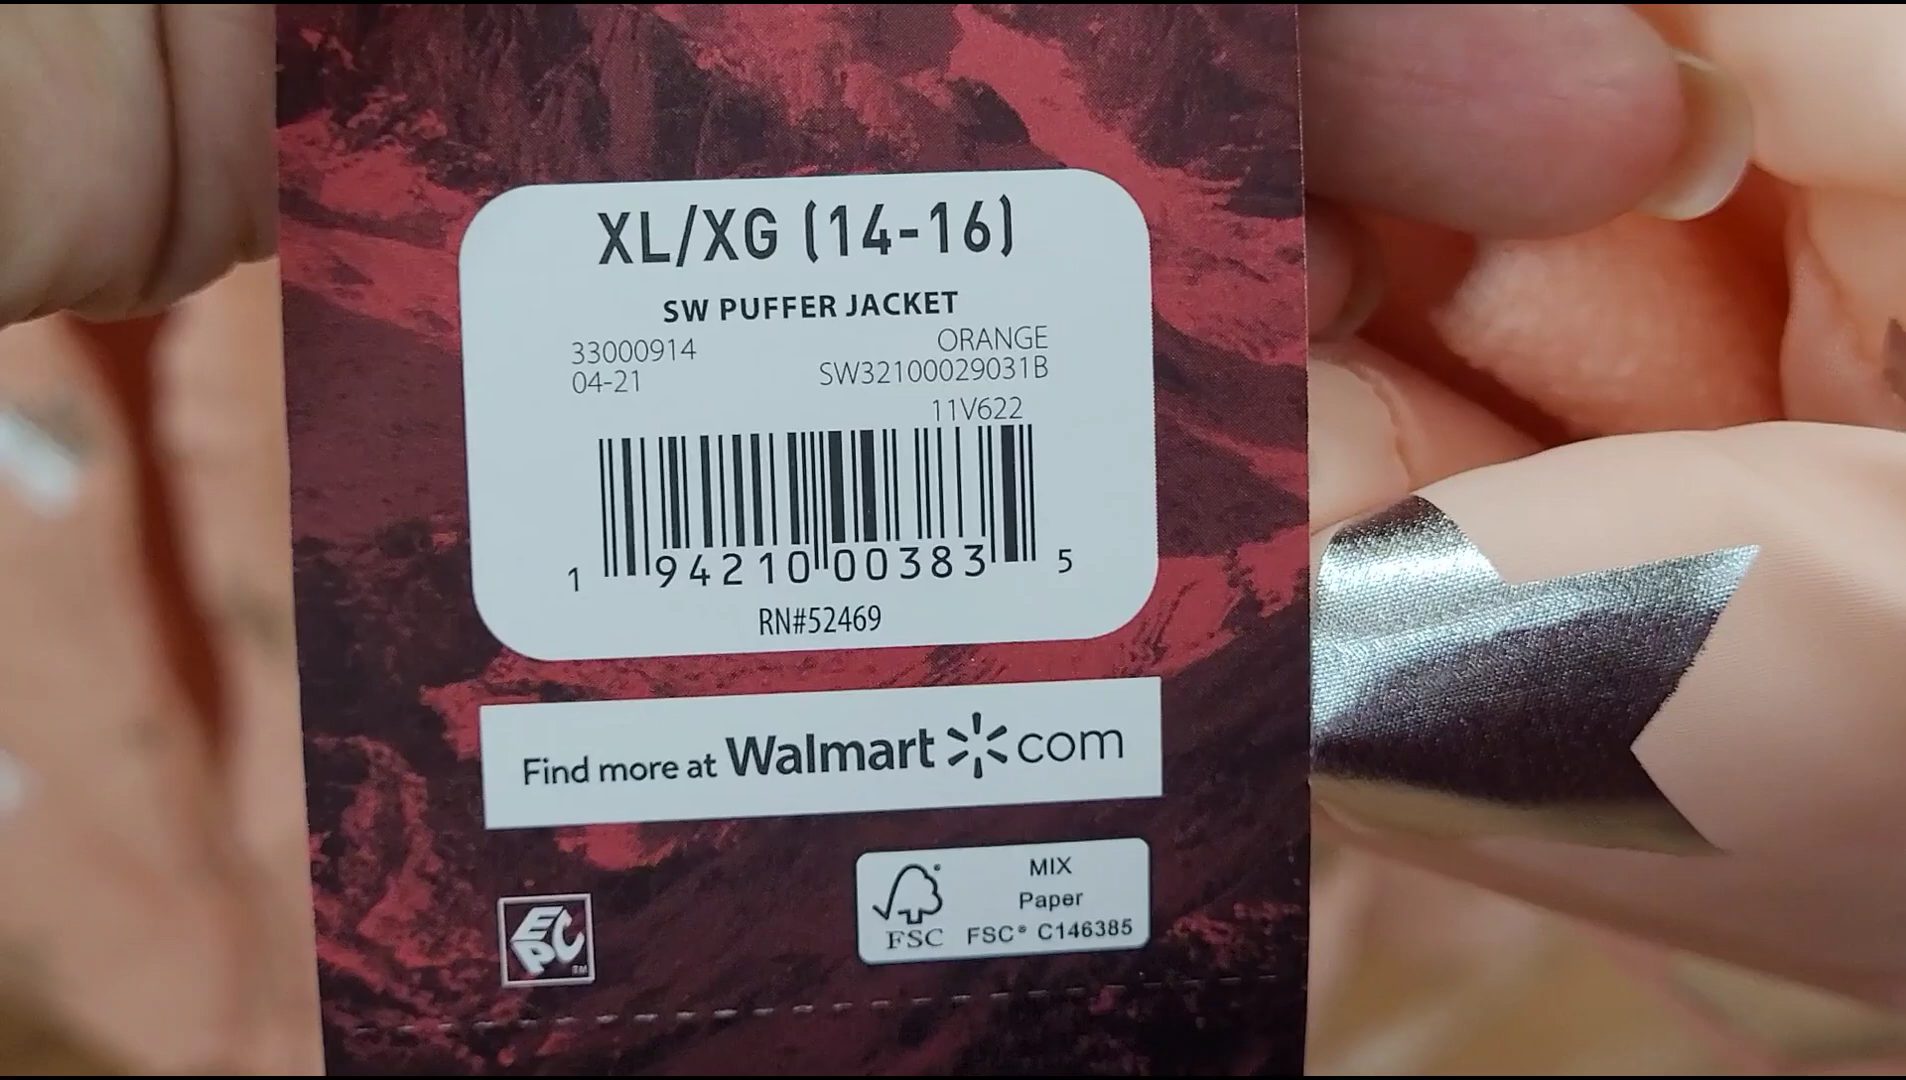 XL/XG (14-16)
SW PUFFER JACKET
33000914 ORANGE
04-21 SW32100029031B
11V622
1 94210 00383 5
RN#52469
Find more at Walmart com
EPC TM
MIX
Paper
FSC FSC® C146385